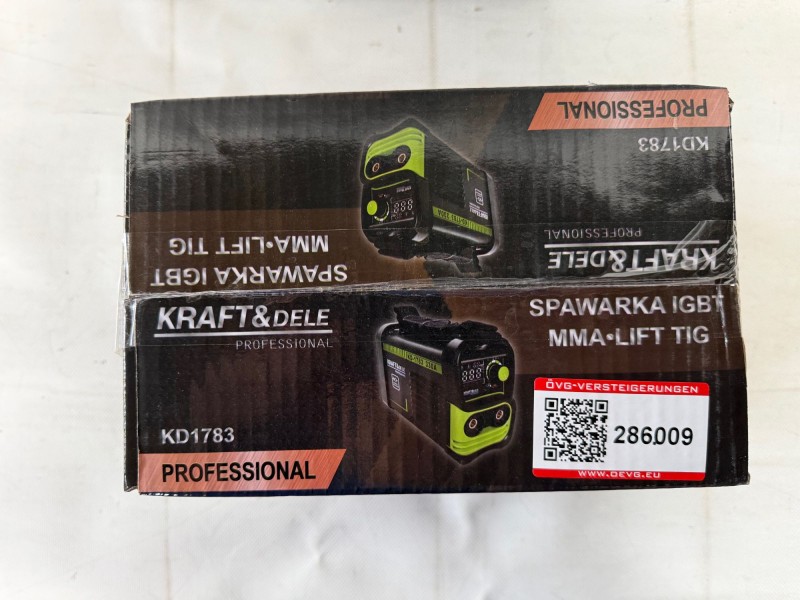 PROFESSIONAL
KD1783
KRAFT&DELE
PROFESSIONAL
SPAWARKA IGBT
MMA•LIFT TIG
KRAFT&DELE
PROFESSIONAL
SPAWARKA IGBT
MMA•LIFT TIG
KD1783
PROFESSIONAL
ÖVG-VERSTEIGERUNGEN
286009
WWW.OEVG.EU